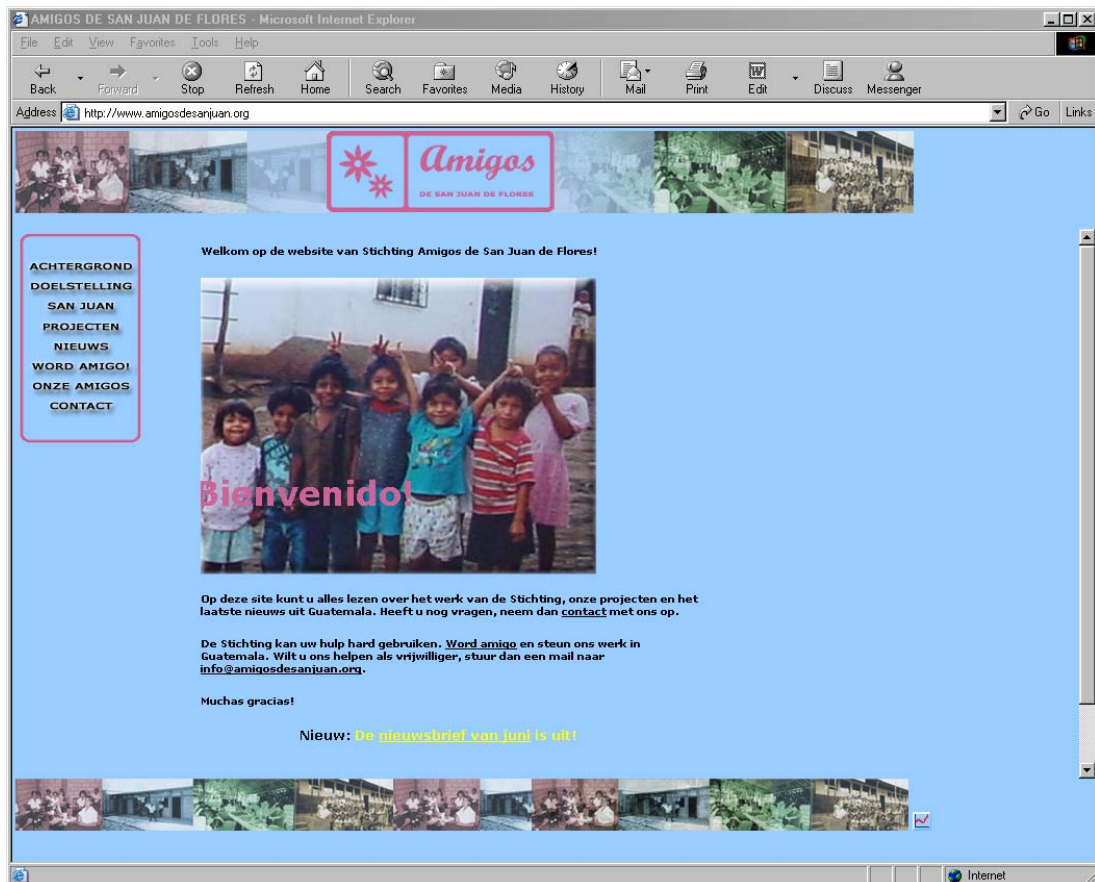 AMIGOS DE SAN JUAN DE FLORES - Microsoft Internet Explorer
File Edit View Favorites Tools Help
Back Forward Stop Refresh Home Search Favorites Media History Mail Print Edit Discuss Messenger
Address http://www.amigosdesanjuan.org Go Links
Amigos
DE SAN JUAN DE FLORES
ACHTERGROND
DOELSTELLING
SAN JUAN
PROJECTEN
NIEUWS
WORD AMIGO!
ONZE AMIGOS
CONTACT
Welkom op de website van Stichting Amigos de San Juan de Flores!
Bienvenido!
Op deze site kunt u alles lezen over het werk van de Stichting, onze projecten en het
laatste nieuws uit Guatemala. Heeft u nog vragen, neem dan contact met ons op.
De Stichting kan uw hulp hard gebruiken. Word amigo en steun ons werk in
Guatemala. Wilt u ons helpen als vrijwilliger, stuur dan een mail naar
info@amigosdesanjuan.org.
Muchas gracias!
Nieuw: De nieuwsbrief van juni is uit!
Internet